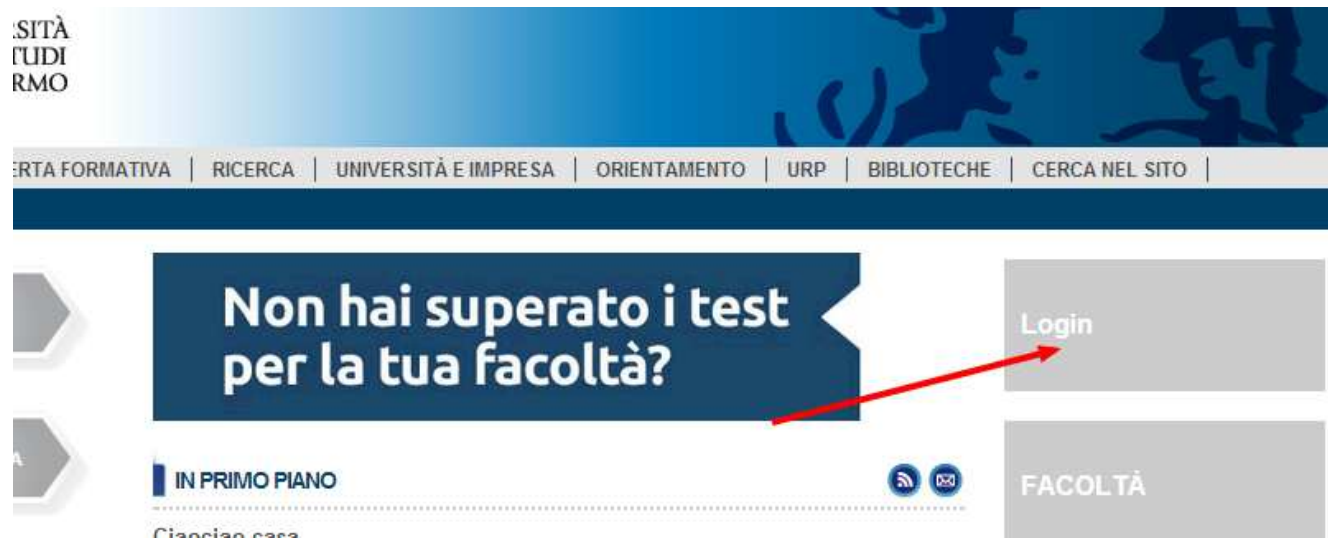 SITÀ
TUDI
RMO
ERTA FORMATIVA | RICERCA | UNIVERSITÀ E IMPRESA | ORIENTAMENTO | URP | BIBLIOTECHE | CERCA NEL SITO |
Non hai superato i test
per la tua facoltà?
Login
A
IN PRIMO PIANO
FACOLTÀ
Ciaociao casa